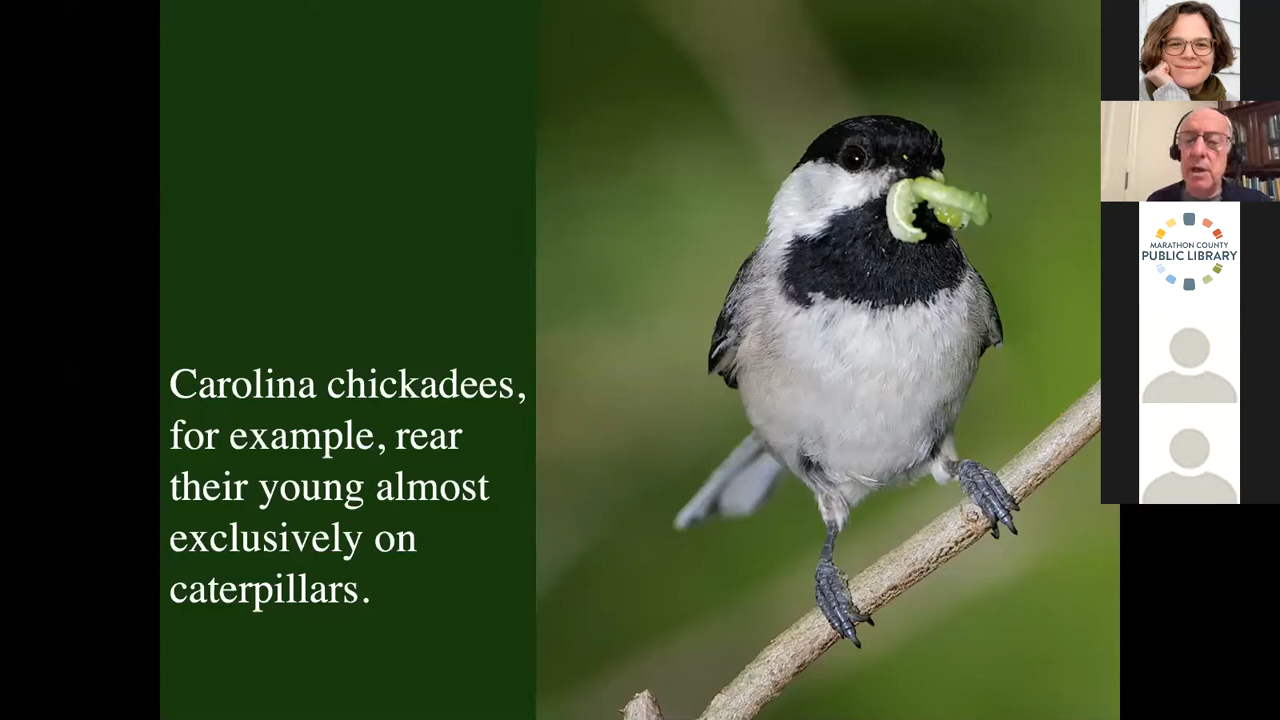 Carolina chickadees,
for example, rear
their young almost
exclusively on
caterpillars.
MARATHON COUNTY
PUBLIC LIBRARY